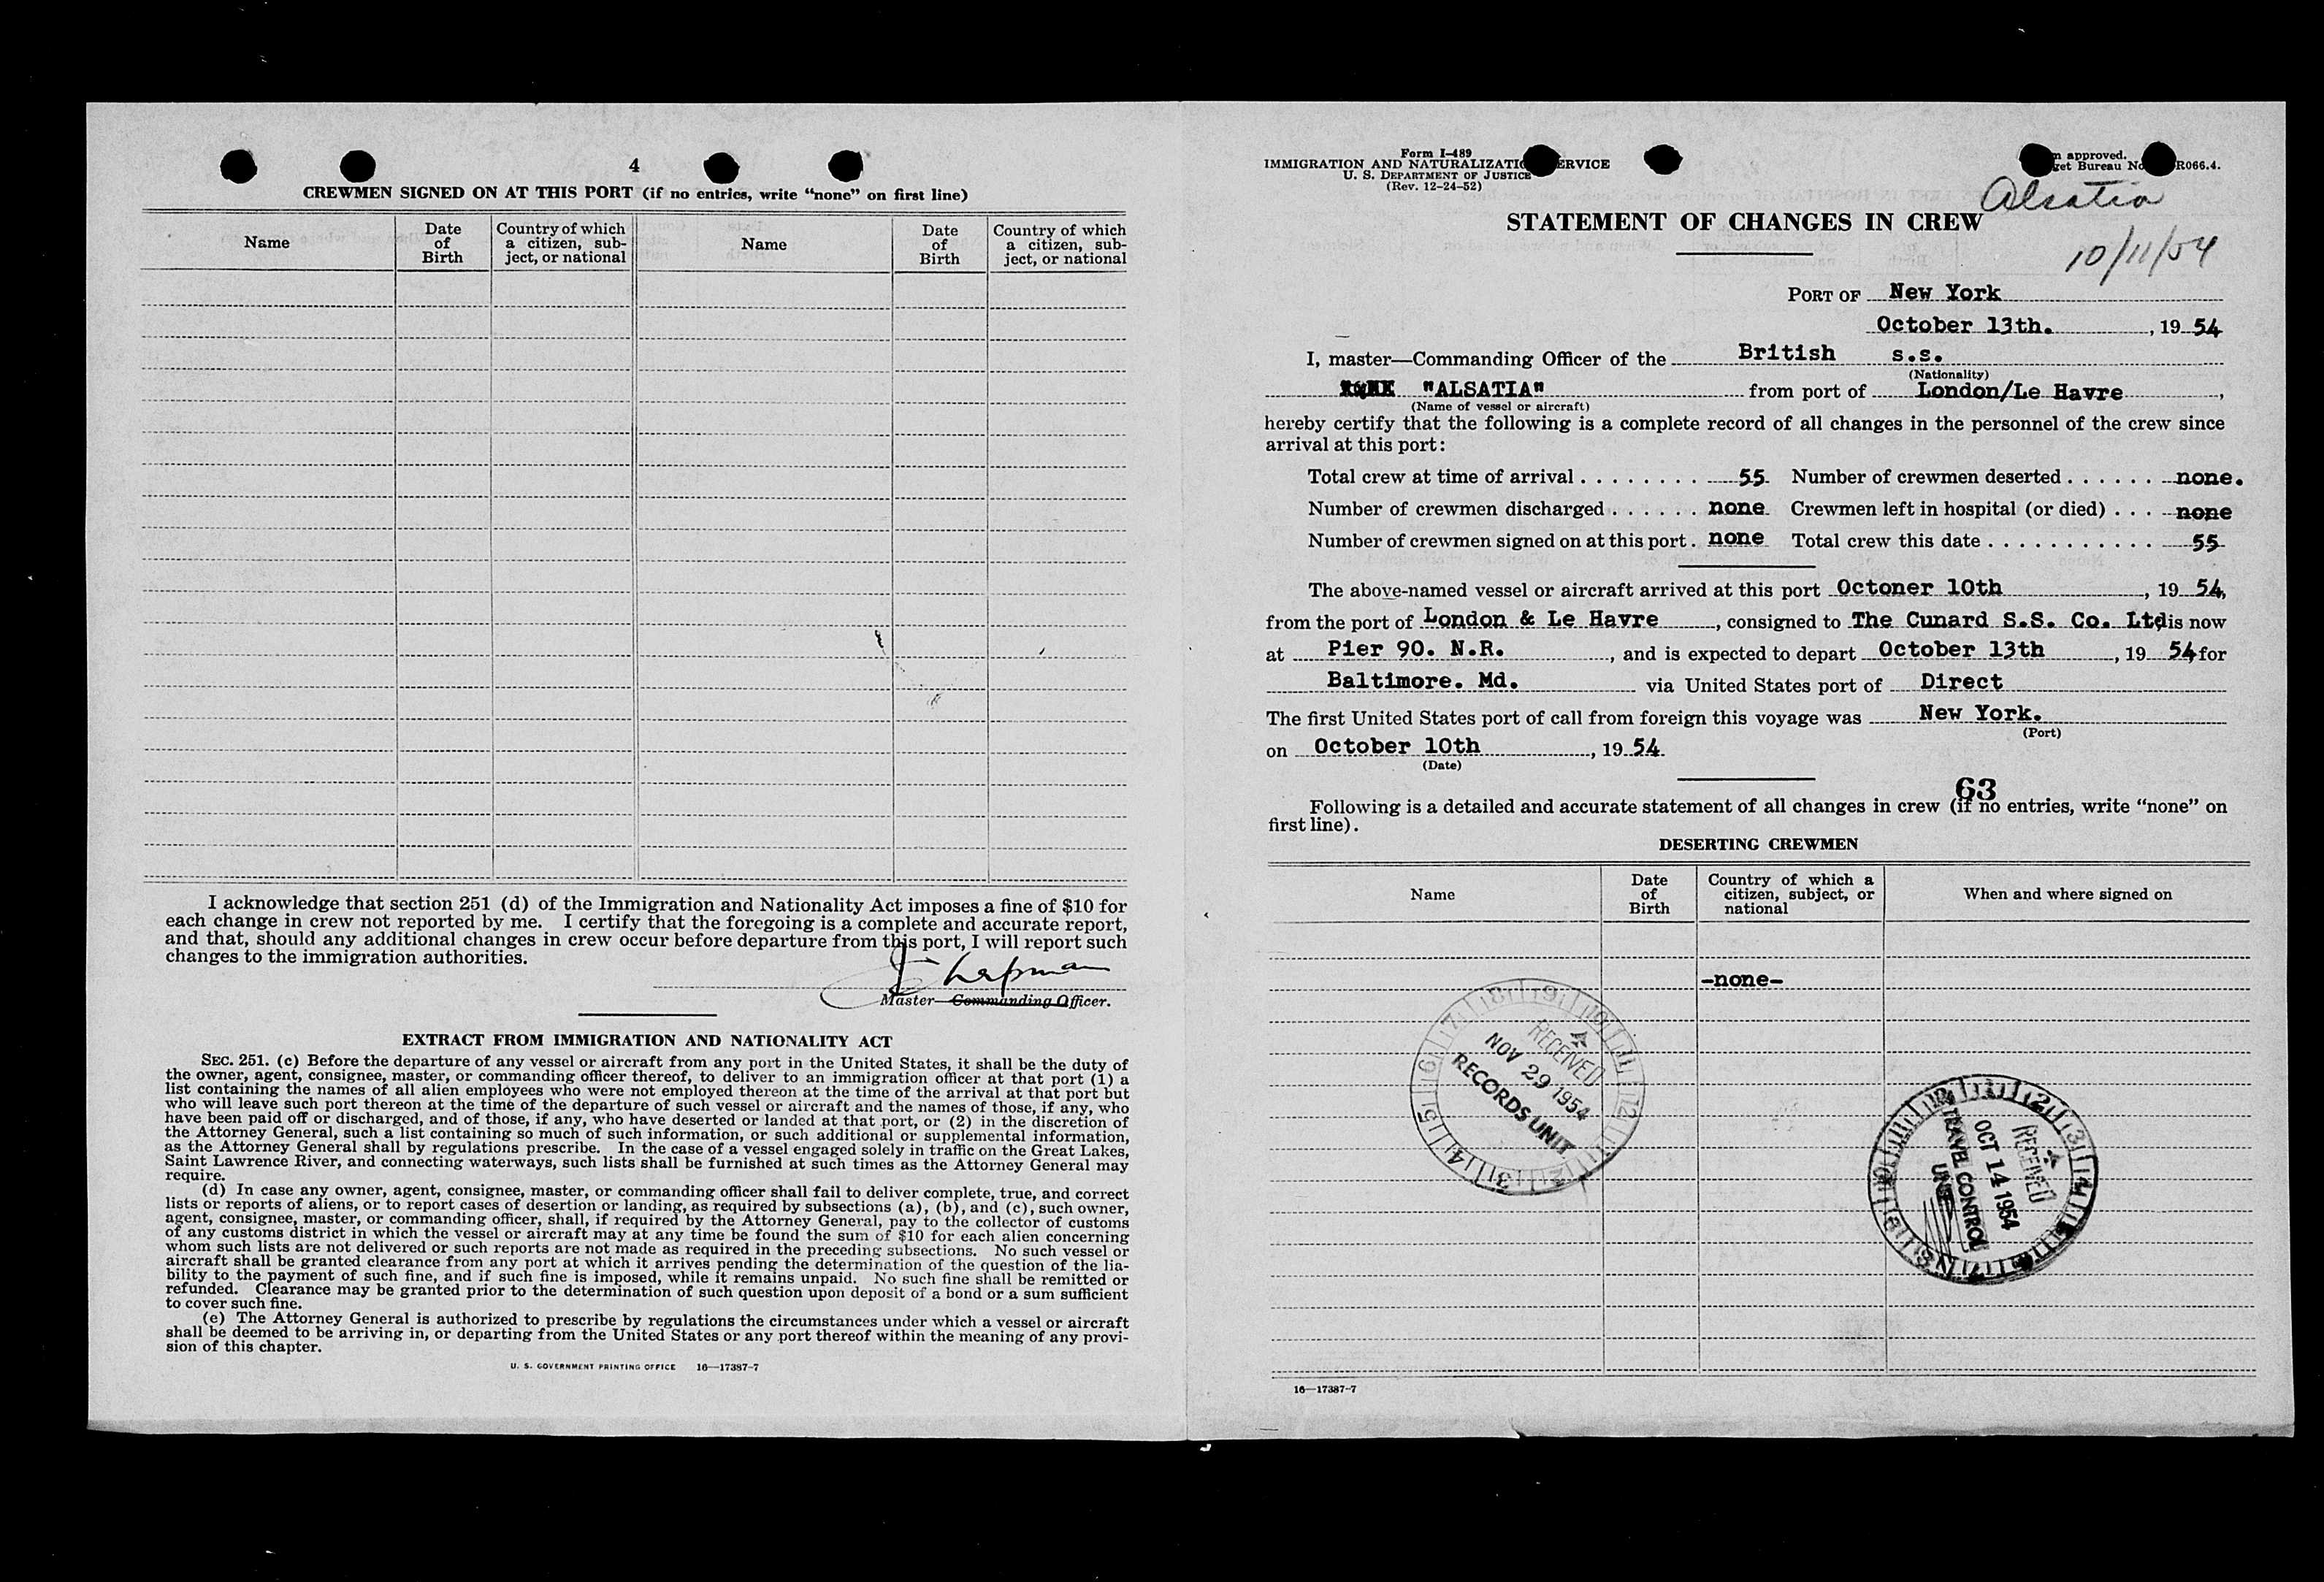 4
CREWMEN SIGNED ON AT THIS PORT (if no entries, write "none" on first line)
Name
Date of Birth
Country of which a citizen, subject, or national
Name
Date of Birth
Country of which a citizen, subject, or national
I acknowledge that section 251 (d) of the Immigration and Nationality Act imposes a fine of $10 for
each change in crew not reported by me. I certify that the foregoing is a complete and accurate report,
and that, should any additional changes in crew occur before departure from this port, I will report such
changes to the immigration authorities.
Chapman
Master—Commanding Officer.
EXTRACT FROM IMMIGRATION AND NATIONALITY ACT
SEC. 251. (c) Before the departure of any vessel or aircraft from any port in the United States, it shall be the duty of
the owner, agent, consignee, master, or commanding officer thereof, to deliver to an immigration officer at that port (1) a
list containing the names of all alien employees who were not employed thereon at the time of the arrival at that port but
who will leave such port thereon at the time of the departure of such vessel or aircraft and the names of those, if any, who
have been paid off or discharged, and of those, if any, who have deserted or landed at that port, or (2) in the discretion of
the Attorney General, such a list containing so much of such information, or such additional or supplemental information,
as the Attorney General shall by regulations prescribe. In the case of a vessel engaged solely in traffic on the Great Lakes,
Saint Lawrence River, and connecting waterways, such lists shall be furnished at such times as the Attorney General may
require.
(d) In case any owner, agent, consignee, master, or commanding officer shall fail to deliver complete, true, and correct
lists or reports of aliens, or to report cases of desertion or landing, as required by subsections (a), (b), and (c), such owner,
agent, consignee, master, or commanding officer, shall, if required by the Attorney General, pay to the collector of customs
of any customs district in which the vessel or aircraft may at any time be found the sum of $10 for each alien concerning
whom such lists are not delivered or such reports are not made as required in the preceding subsections. No such vessel or
aircraft shall be granted clearance from any port at which it arrives pending the determination of the question of the lia-
bility to the payment of such fine, and if such fine is imposed, while it remains unpaid. No such fine shall be remitted or
refunded. Clearance may be granted prior to the determination of such question upon deposit of a bond or a sum sufficient
to cover such fine.
(e) The Attorney General is authorized to prescribe by regulations the circumstances under which a vessel or aircraft
shall be deemed to be arriving in, or departing from the United States or any port thereof within the meaning of any provi-
sion of this chapter.
U. S. GOVERNMENT PRINTING OFFICE 16—17387-7
Form I-489
IMMIGRATION AND NATURALIZATI ERVICE
U. S. DEPARTMENT OF JUSTICE
(Rev. 12-24-52)
approved.
Bureau No R066.4.
Alsatia
STATEMENT OF CHANGES IN CREW
10/11/54
PORT OF New York
October 13th. , 19 54
I, master—Commanding Officer of the British s.s.
(Nationality)
"ALSATIA" from port of London/Le Havre ,
(Name of vessel or aircraft)
hereby certify that the following is a complete record of all changes in the personnel of the crew since
arrival at this port:
Total crew at time of arrival . . . . . . . . 55 Number of crewmen deserted . . . . . . none.
Number of crewmen discharged . . . . . . none Crewmen left in hospital (or died) . . . none
Number of crewmen signed on at this port . none Total crew this date . . . . . . . . . . . 55
The above-named vessel or aircraft arrived at this port Octoner 10th , 19 54,
from the port of London & Le Havre , consigned to The Cunard S.S. Co. Ltd, is now
at Pier 90. N.R. , and is expected to depart October 13th , 19 54, for
Baltimore. Md. via United States port of Direct
The first United States port of call from foreign this voyage was New York.
(Port)
on October 10th , 19 54.
(Date)
63
Following is a detailed and accurate statement of all changes in crew (if no entries, write "none" on
first line).
DESERTING CREWMEN
Name
Date of Birth
Country of which a citizen, subject, or national
When and where signed on
-none-
RECEIVED
NOV 29 1954
RECORDS UNIT
RECEIVED
OCT 14 1954
TRAVEL CONTROL
16—17387-7